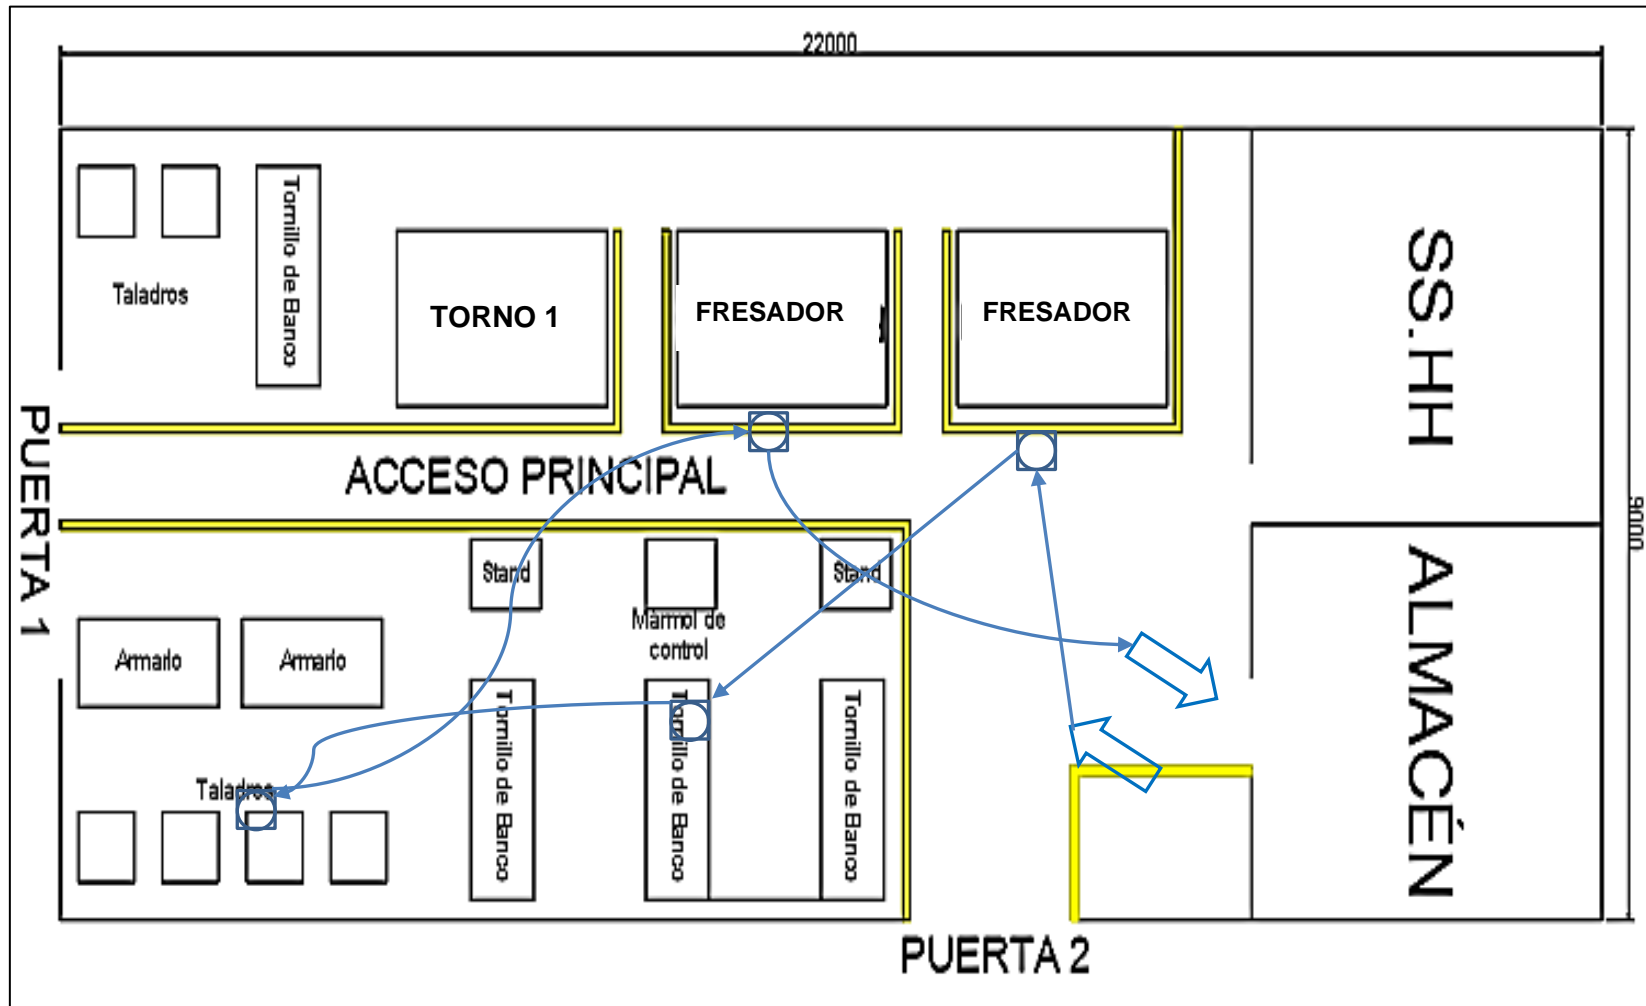 22000
Taladros
Tornillo de Banco
TORNO 1
FRESADOR
FRESADOR
SS.HH
PUERTA 1
ACCESO PRINCIPAL
9000
Stand
Marmol de
control
Stand
Armario
Armario
ALMACÉN
Taladros
Tornillo de Banco
Tornillo de Banco
Tornillo de Banco
PUERTA 2